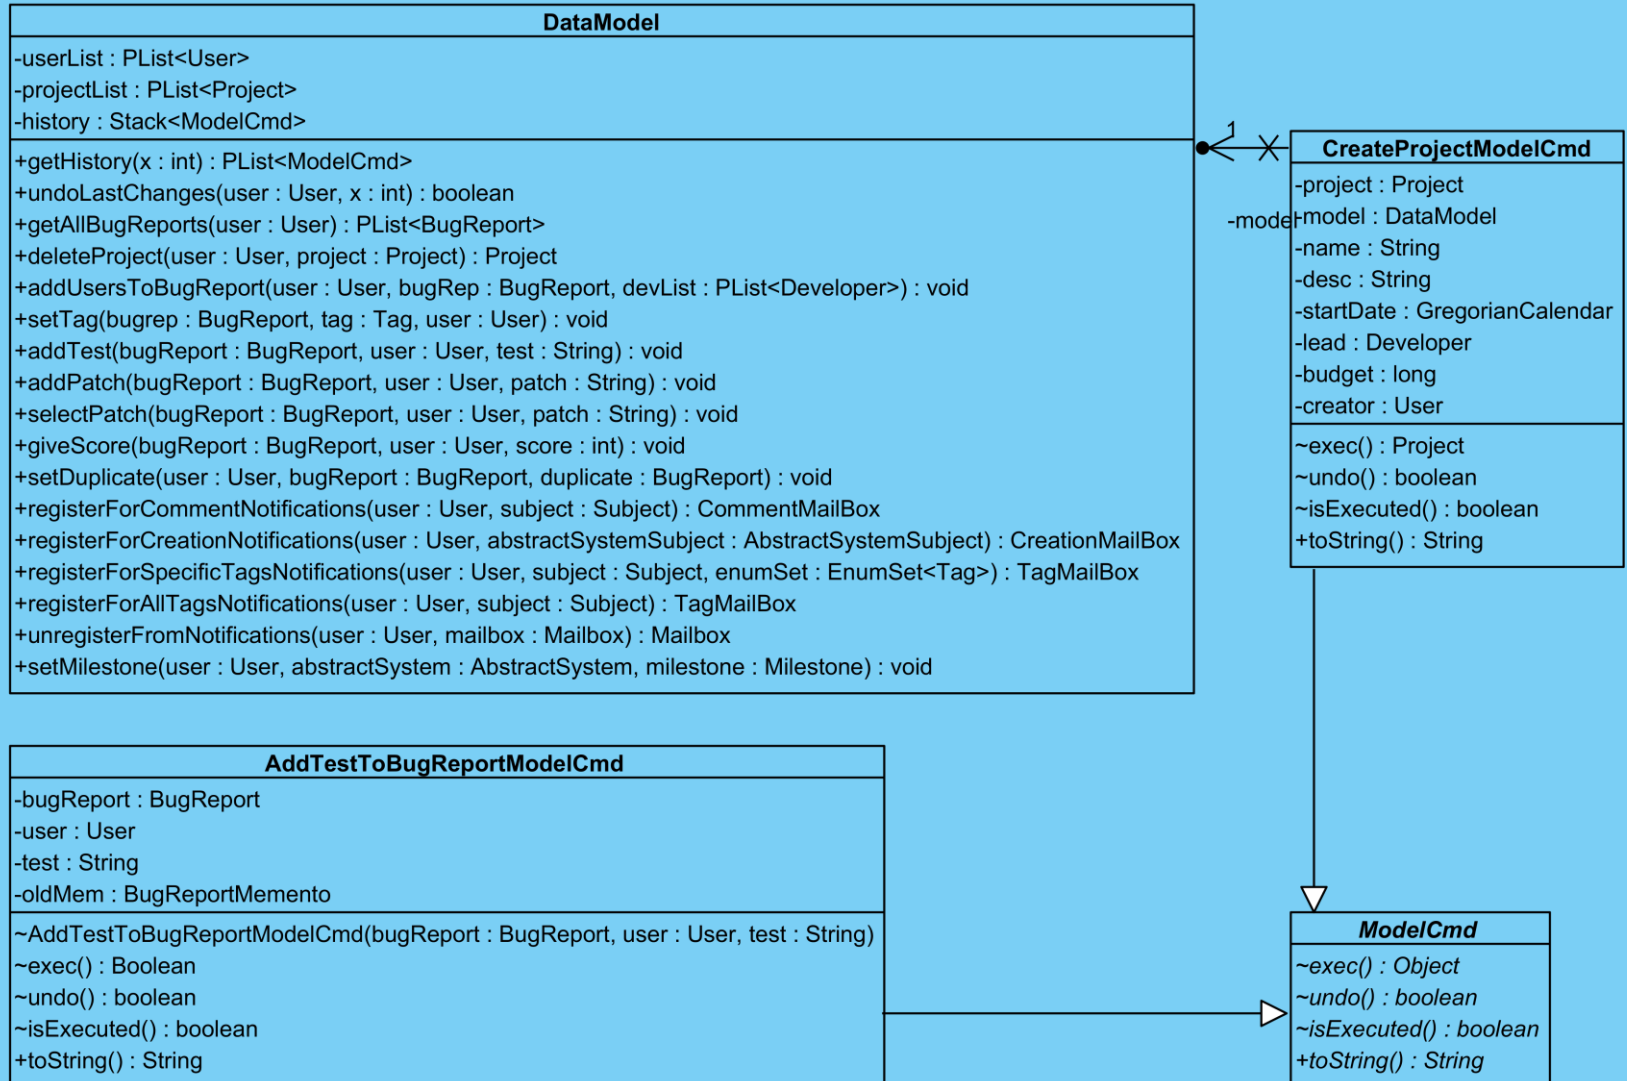 DataModel
-userList : PList<User>
-projectList : PList<Project>
-history : Stack<ModelCmd>
+getHistory(x : int) : PList<ModelCmd>
+undoLastChanges(user : User, x : int) : boolean
+getAllBugReports(user : User) : PList<BugReport>
+deleteProject(user : User, project : Project) : Project
+addUsersToBugReport(user : User, bugRep : BugReport, devList : PList<Developer>) : void
+setTag(bugrep : BugReport, tag : Tag, user : User) : void
+addTest(bugReport : BugReport, user : User, test : String) : void
+addPatch(bugReport : BugReport, user : User, patch : String) : void
+selectPatch(bugReport : BugReport, user : User, patch : String) : void
+giveScore(bugReport : BugReport, user : User, score : int) : void
+setDuplicate(user : User, bugReport : BugReport, duplicate : BugReport) : void
+registerForCommentNotifications(user : User, subject : Subject) : CommentMailBox
+registerForCreationNotifications(user : User, abstractSystemSubject : AbstractSystemSubject) : CreationMailBox
+registerForSpecificTagsNotifications(user : User, subject : Subject, enumSet : EnumSet<Tag>) : TagMailBox
+registerForAllTagsNotifications(user : User, subject : Subject) : TagMailBox
+unregisterFromNotifications(user : User, mailbox : Mailbox) : Mailbox
+setMilestone(user : User, abstractSystem : AbstractSystem, milestone : Milestone) : void
1
-model
CreateProjectModelCmd
-project : Project
-model : DataModel
-name : String
-desc : String
-startDate : GregorianCalendar
-lead : Developer
-budget : long
-creator : User
~exec() : Project
~undo() : boolean
~isExecuted() : boolean
+toString() : String
AddTestToBugReportModelCmd
-bugReport : BugReport
-user : User
-test : String
-oldMem : BugReportMemento
~AddTestToBugReportModelCmd(bugReport : BugReport, user : User, test : String)
~exec() : Boolean
~undo() : boolean
~isExecuted() : boolean
+toString() : String
ModelCmd
~exec() : Object
~undo() : boolean
~isExecuted() : boolean
+toString() : String